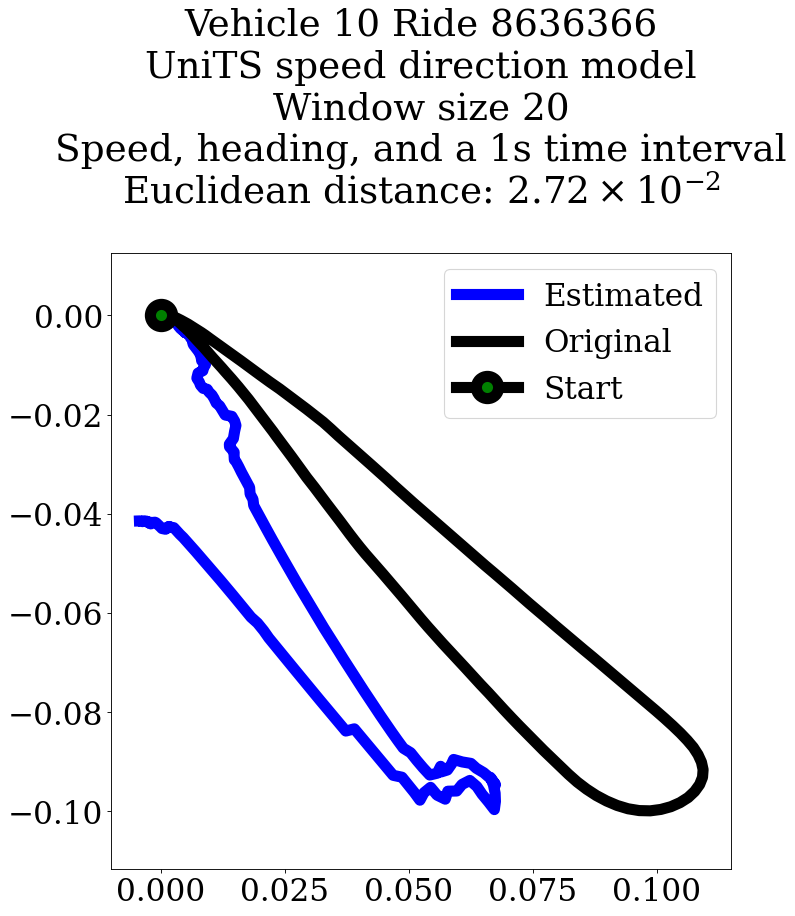 Vehicle 10 Ride 8636366
UniTS speed direction model
Window size 20
Speed, heading, and a 1s time interval
Euclidean distance: 2.72 × 10⁻²
Estimated
Original
Start
0.00
−0.02
−0.04
−0.06
−0.08
−0.10
0.000 0.025 0.050 0.075 0.100